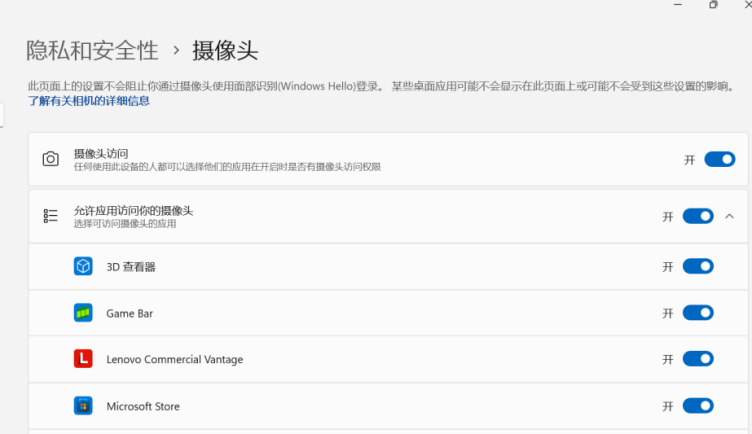 隐私和安全性 › 摄像头
此页面上的设置不会阻止你通过摄像头使用面部识别(Windows Hello)登录。 某些桌面应用可能不会显示在此页面上或可能不会受到这些设置的影响。
了解有关相机的详细信息
摄像头访问
任何使用此设备的人都可以选择他们的应用在开启时是否有摄像头访问权限
开
允许应用访问你的摄像头
选择可访问摄像头的应用
开
3D 查看器
开
Game Bar
开
L Lenovo Commercial Vantage
开
Microsoft Store
开